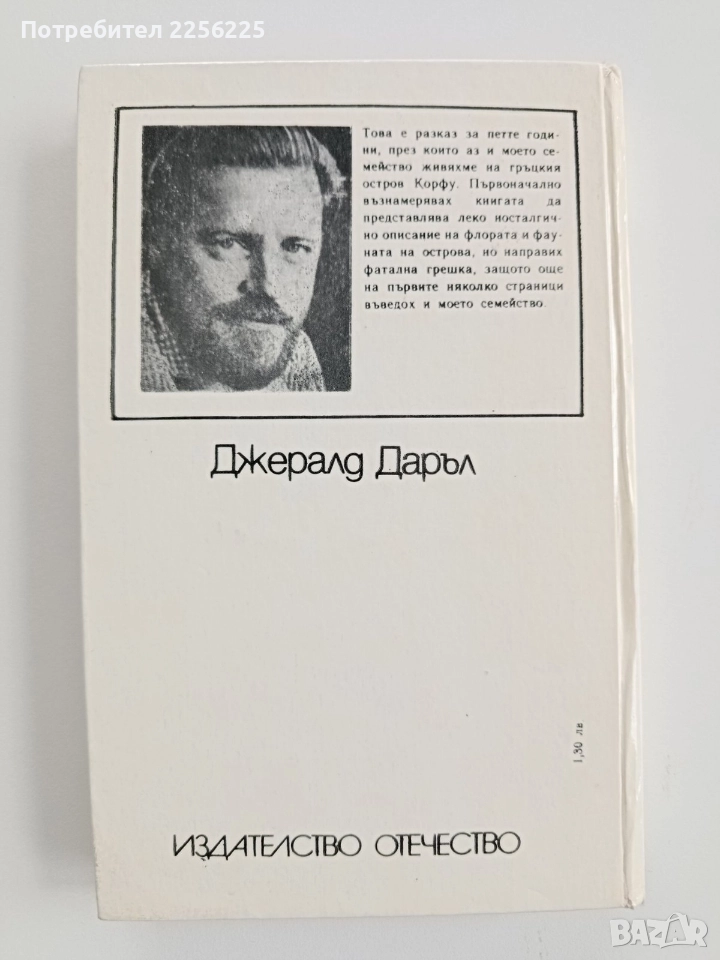 Потребител 2256225
Това е разказ за петте годи-
ни, през които аз и моето се-
мейство живяхме на гръцкия
остров Корфу. Първоначално
възнамерявах книгата да
представлява леко носталгич-
но описание на флората и фау-
ната на острова, но направих
фатална грешка, защото още
на първите няколко страници
въведох и моето семейство.
Джералд Даръл
1,30 лв
ИЗДАТЕЛСТВО ОТЕЧЕСТВО
BAZAR